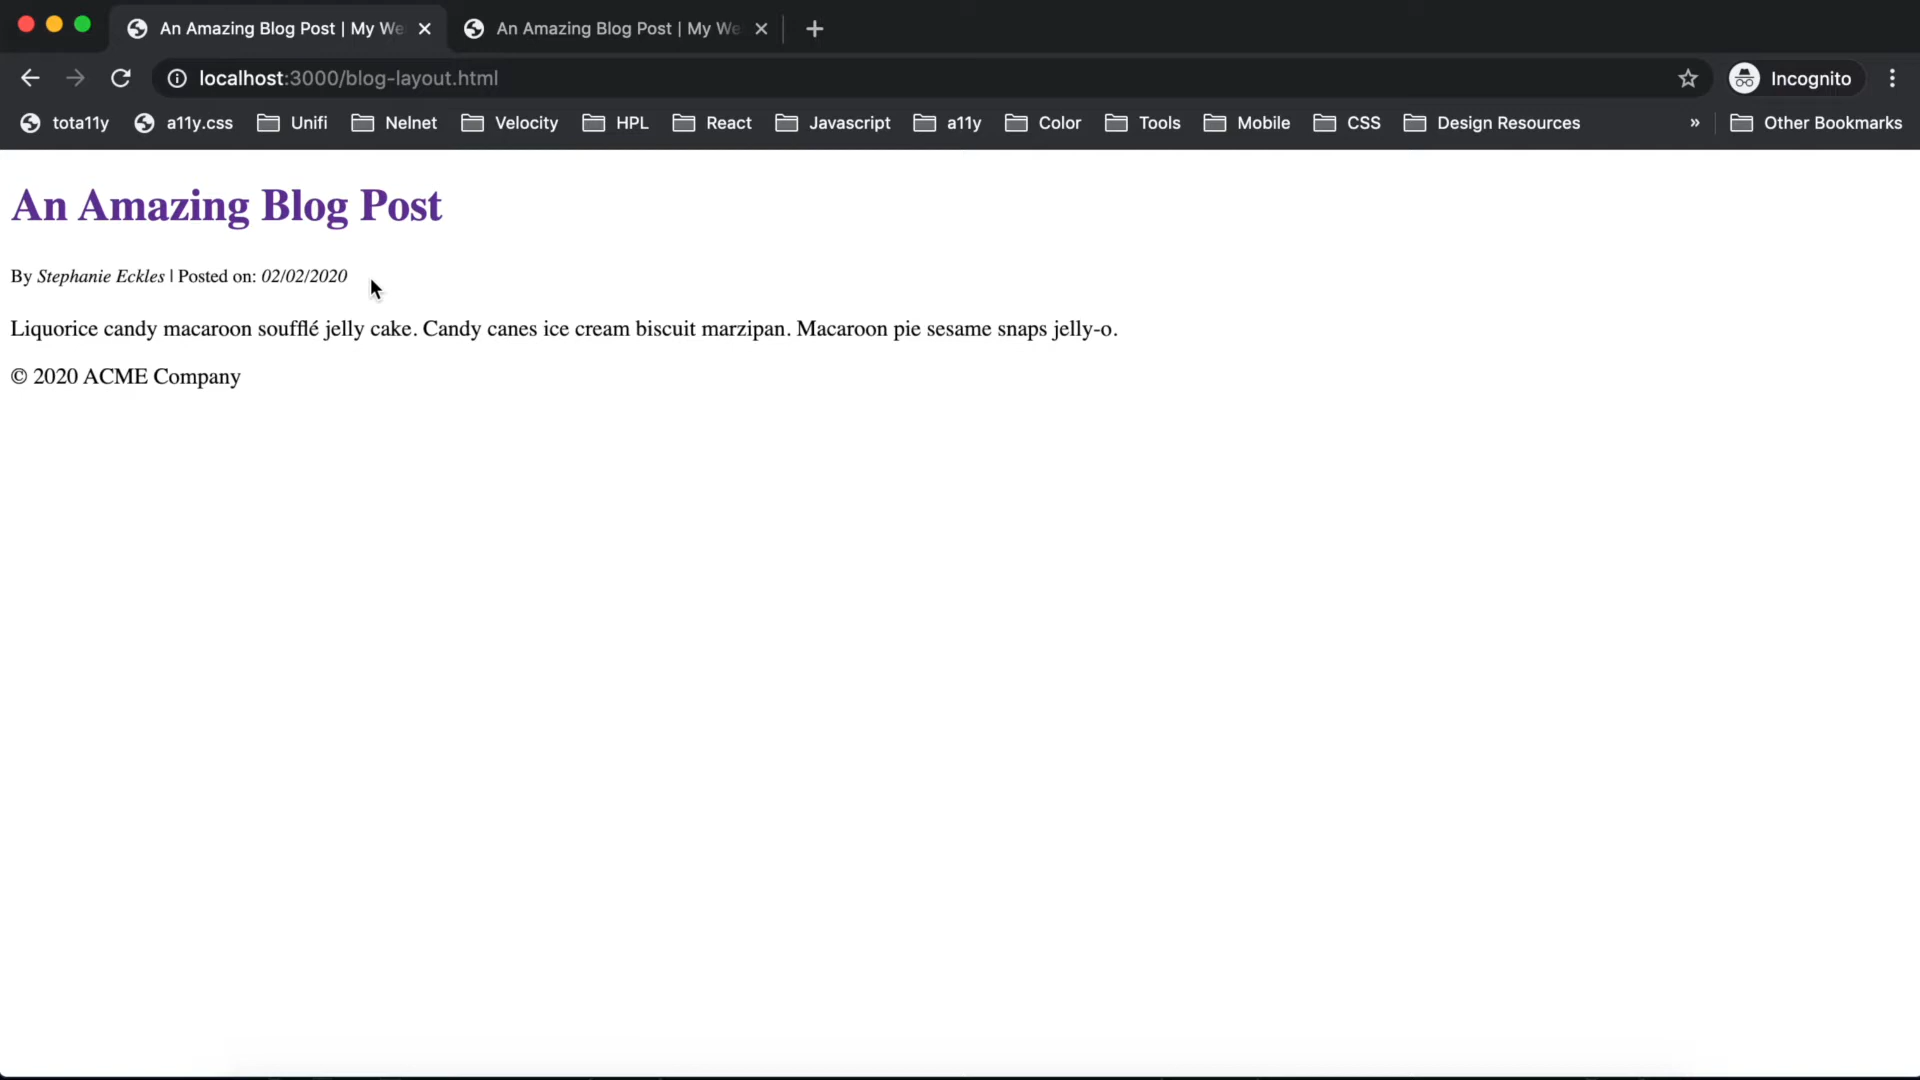 An Amazing Blog Post | My We
An Amazing Blog Post | My We
localhost:3000/blog-layout.html
Incognito
tota11y
a11y.css
Unifi
Nelnet
Velocity
HPL
React
Javascript
a11y
Color
Tools
Mobile
CSS
Design Resources
»
Other Bookmarks
An Amazing Blog Post
By Stephanie Eckles | Posted on: 02/02/2020
Liquorice candy macaroon soufflé jelly cake. Candy canes ice cream biscuit marzipan. Macaroon pie sesame snaps jelly-o.
© 2020 ACME Company